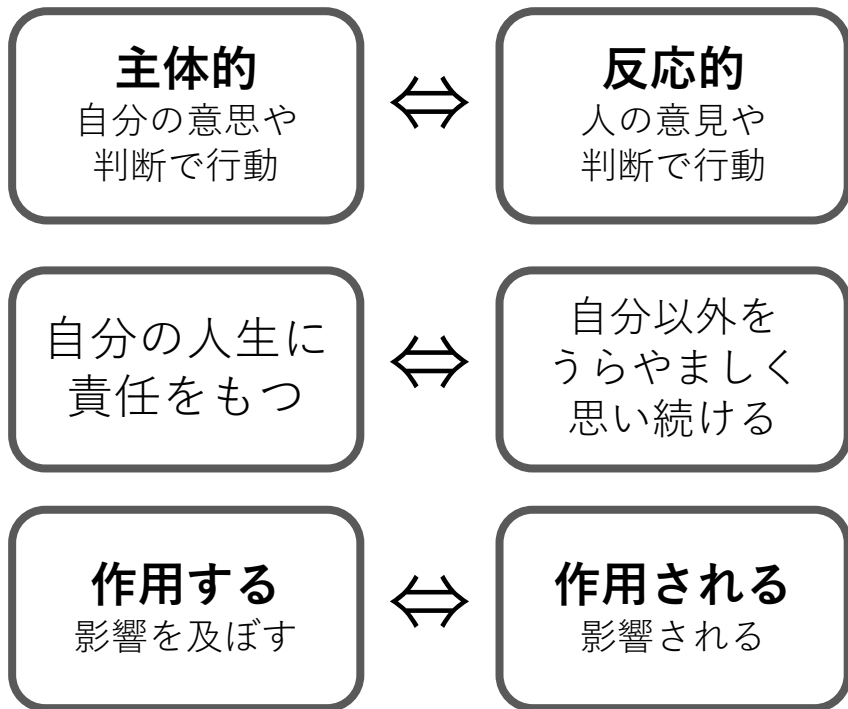 主体的
自分の意思や
判断で行動
⇔
反応的
人の意見や
判断で行動
自分の人生に
責任をもつ
⇔
自分以外を
うらやましく
思い続ける
作用する
影響を及ぼす
⇔
作用される
影響される